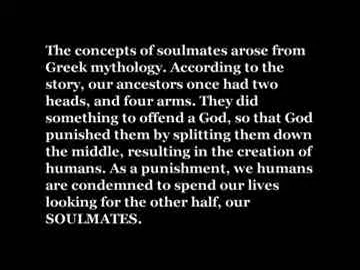 The concepts of soulmates arose from
Greek mythology. According to the
story, our ancestors once had two
heads, and four arms. They did
something to offend a God, so that God
punished them by splitting them down
the middle, resulting in the creation of
humans. As a punishment, we humans
are condemned to spend our lives
looking for the other half, our
SOULMATES.